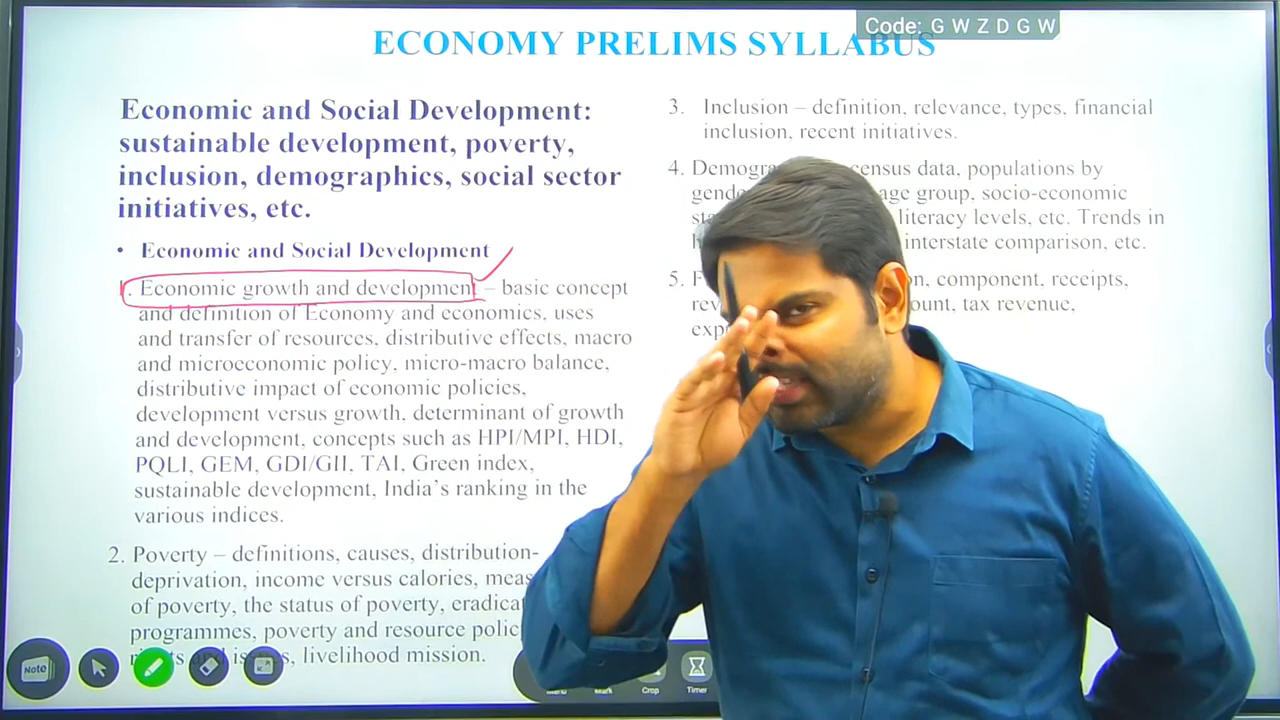 Code: G W Z D G W
ECONOMY PRELIMS SYLLABUS
Economic and Social Development:
sustainable development, poverty,
inclusion, demographics, social sector
initiatives, etc.
• Economic and Social Development
1. Economic growth and development – basic concept
and definition of Economy and economics, uses
and transfer of resources, distributive effects, macro
and microeconomic policy, micro-macro balance,
distributive impact of economic policies,
development versus growth, determinant of growth
and development, concepts such as HPI/MPI, HDI,
PQLI, GEM, GDI/GII, TAI, Green index,
sustainable development, India's ranking in the
various indices.
2. Poverty – definitions, causes, distribution-
deprivation, income versus calories,
of poverty, the status of poverty,
programmes, poverty and resource
livelihood mission.
3. Inclusion – definition, relevance, types, financial
inclusion, recent initiatives.
4. census data, populations by
age group, socio-economic
literacy levels, etc. Trends in
interstate comparison, etc.
5. component, receipts,
tax revenue,
Note
Menu
Mark
Crop
Timer